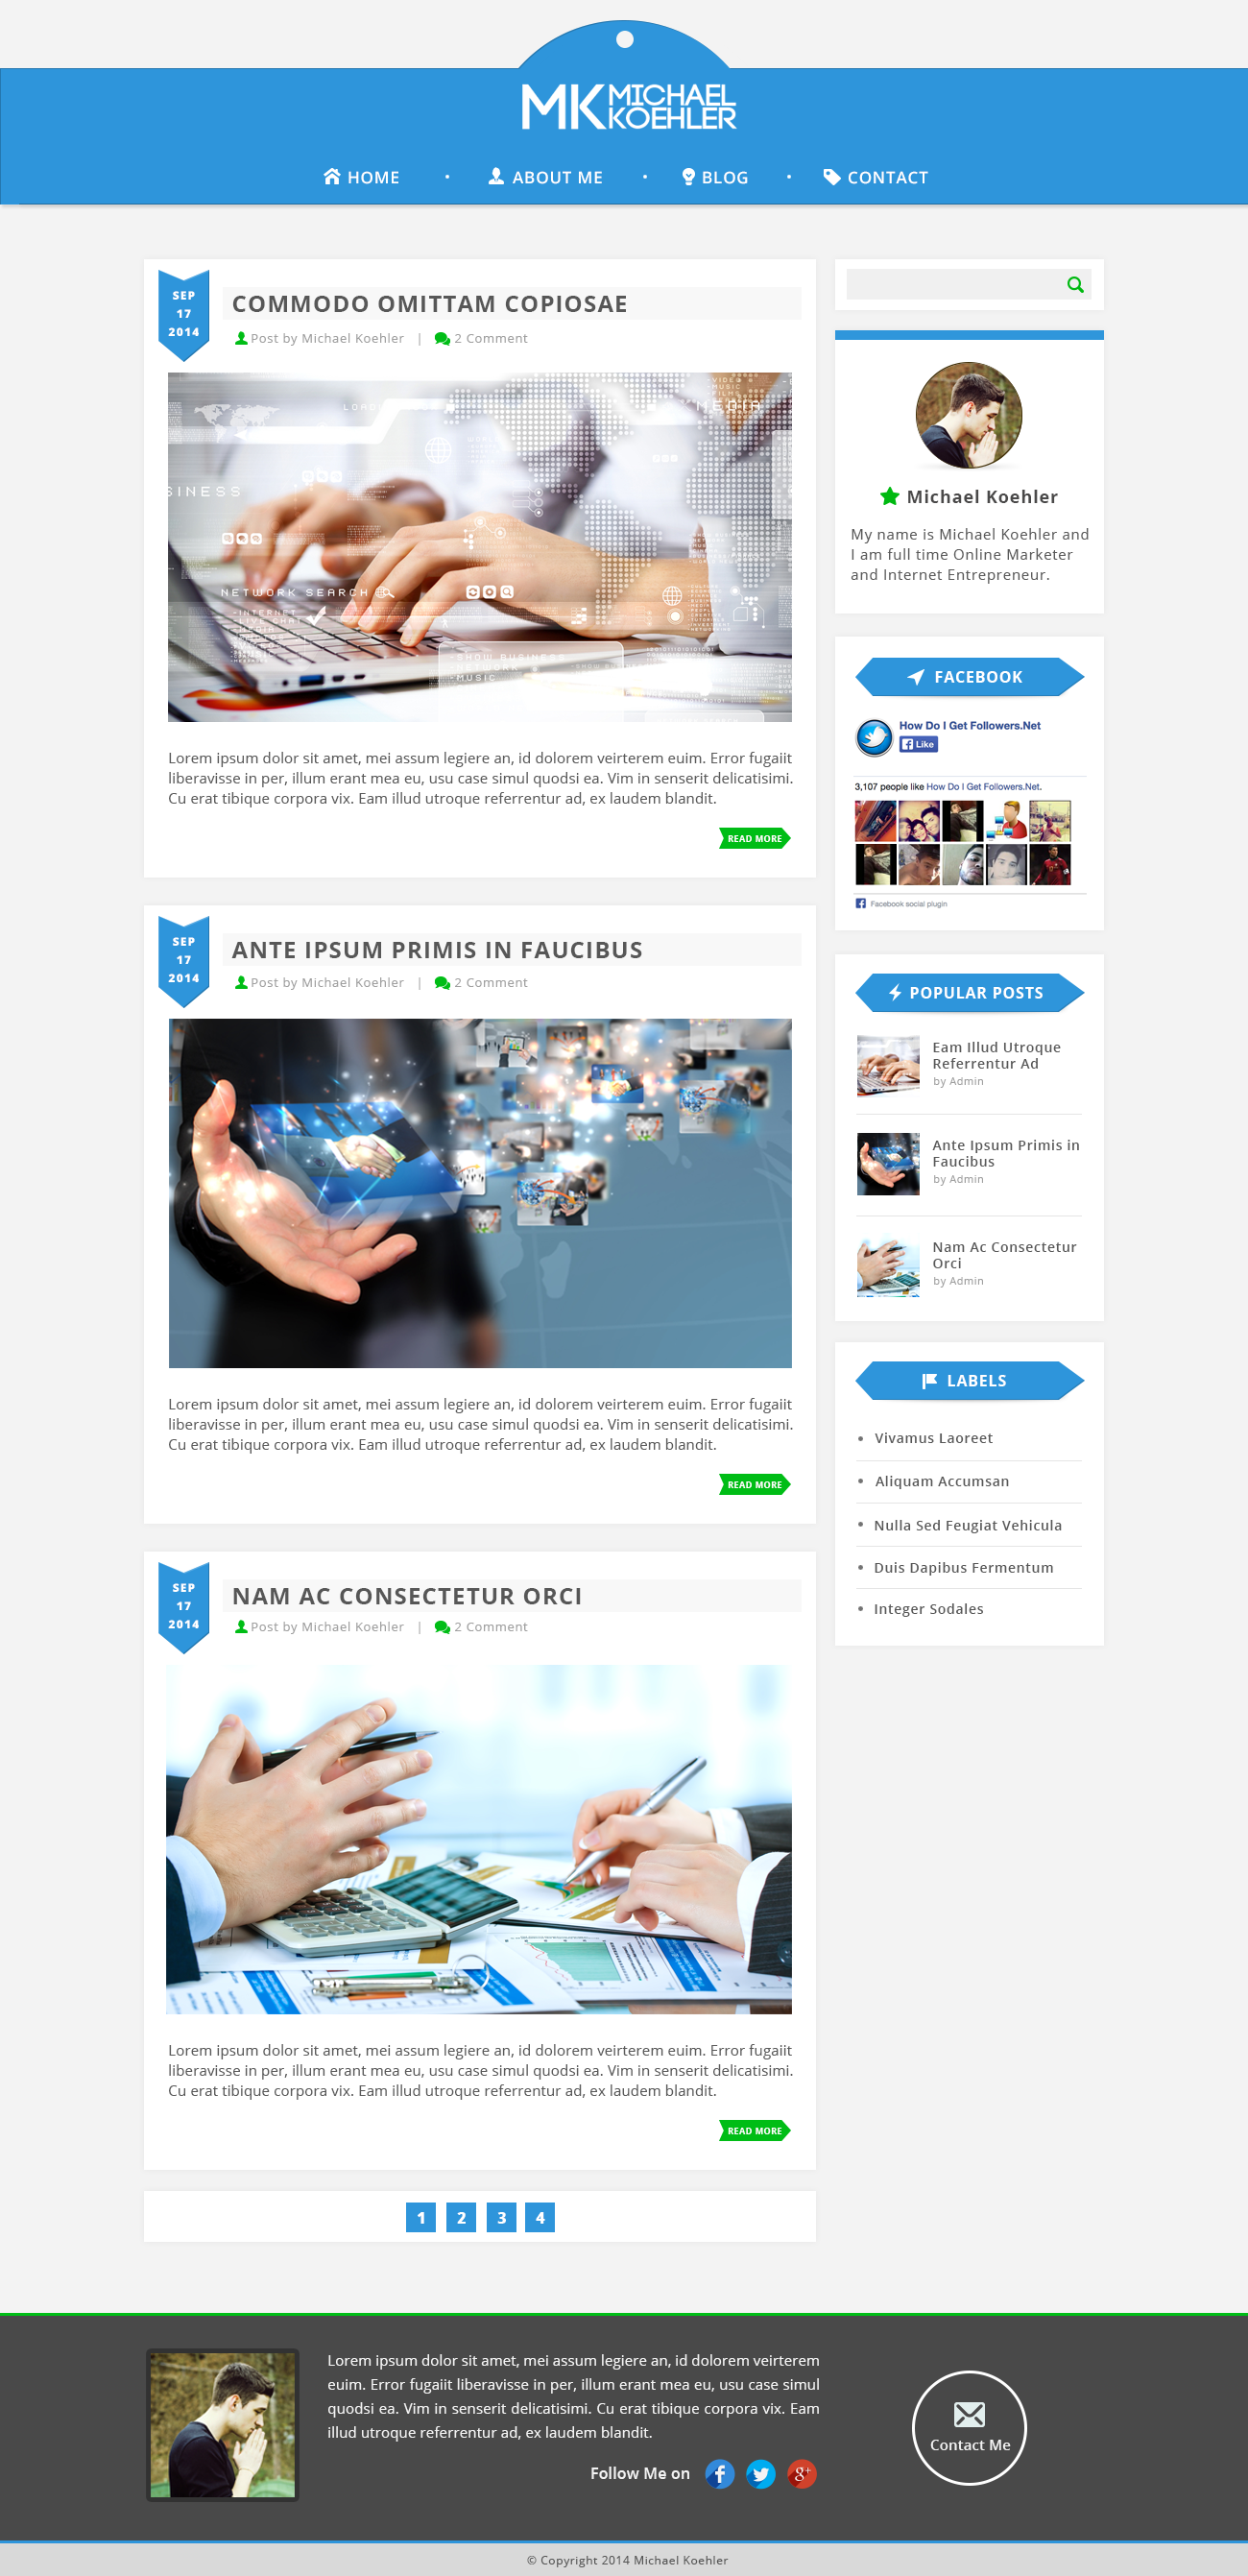 MK MICHAEL
KOEHLER
HOME • ABOUT ME • BLOG • CONTACT
SEP
17
2014
COMMODO OMITTAM COPIOSAE
Post by Michael Koehler | 2 Comment
LOADING
MEDIA
VIDEO
MUSIC
BUSINESS
NETWORK SEARCH
-INTERNET
-LIVE CHAT
-MEDIA
-MUSIC
-SHOW BUSINESS
-NETWORK
-MUSIC
Lorem ipsum dolor sit amet, mei assum legiere an, id dolorem veirterem euim. Error fugaiit
liberavisse in per, illum erant mea eu, usu case simul quodsi ea. Vim in senserit delicatisimi.
Cu erat tibique corpora vix. Eam illud utroque referrentur ad, ex laudem blandit.
READ MORE
SEP
17
2014
ANTE IPSUM PRIMIS IN FAUCIBUS
Post by Michael Koehler | 2 Comment
Lorem ipsum dolor sit amet, mei assum legiere an, id dolorem veirterem euim. Error fugaiit
liberavisse in per, illum erant mea eu, usu case simul quodsi ea. Vim in senserit delicatisimi.
Cu erat tibique corpora vix. Eam illud utroque referrentur ad, ex laudem blandit.
READ MORE
SEP
17
2014
NAM AC CONSECTETUR ORCI
Post by Michael Koehler | 2 Comment
Lorem ipsum dolor sit amet, mei assum legiere an, id dolorem veirterem euim. Error fugaiit
liberavisse in per, illum erant mea eu, usu case simul quodsi ea. Vim in senserit delicatisimi.
Cu erat tibique corpora vix. Eam illud utroque referrentur ad, ex laudem blandit.
READ MORE
1 2 3 4
Michael Koehler
My name is Michael Koehler and
I am full time Online Marketer
and Internet Entrepreneur.
FACEBOOK
How Do I Get Followers.Net
Like
3,107 people like How Do I Get Followers.Net.
Facebook social plugin
POPULAR POSTS
Eam Illud Utroque
Referrentur Ad
by Admin
Ante Ipsum Primis in
Faucibus
by Admin
Nam Ac Consectetur
Orci
by Admin
LABELS
• Vivamus Laoreet
• Aliquam Accumsan
• Nulla Sed Feugiat Vehicula
• Duis Dapibus Fermentum
• Integer Sodales
Lorem ipsum dolor sit amet, mei assum legiere an, id dolorem veirterem
euim. Error fugaiit liberavisse in per, illum erant mea eu, usu case simul
quodsi ea. Vim in senserit delicatisimi. Cu erat tibique corpora vix. Eam
illud utroque referrentur ad, ex laudem blandit.
Follow Me on
Contact Me
© Copyright 2014 Michael Koehler